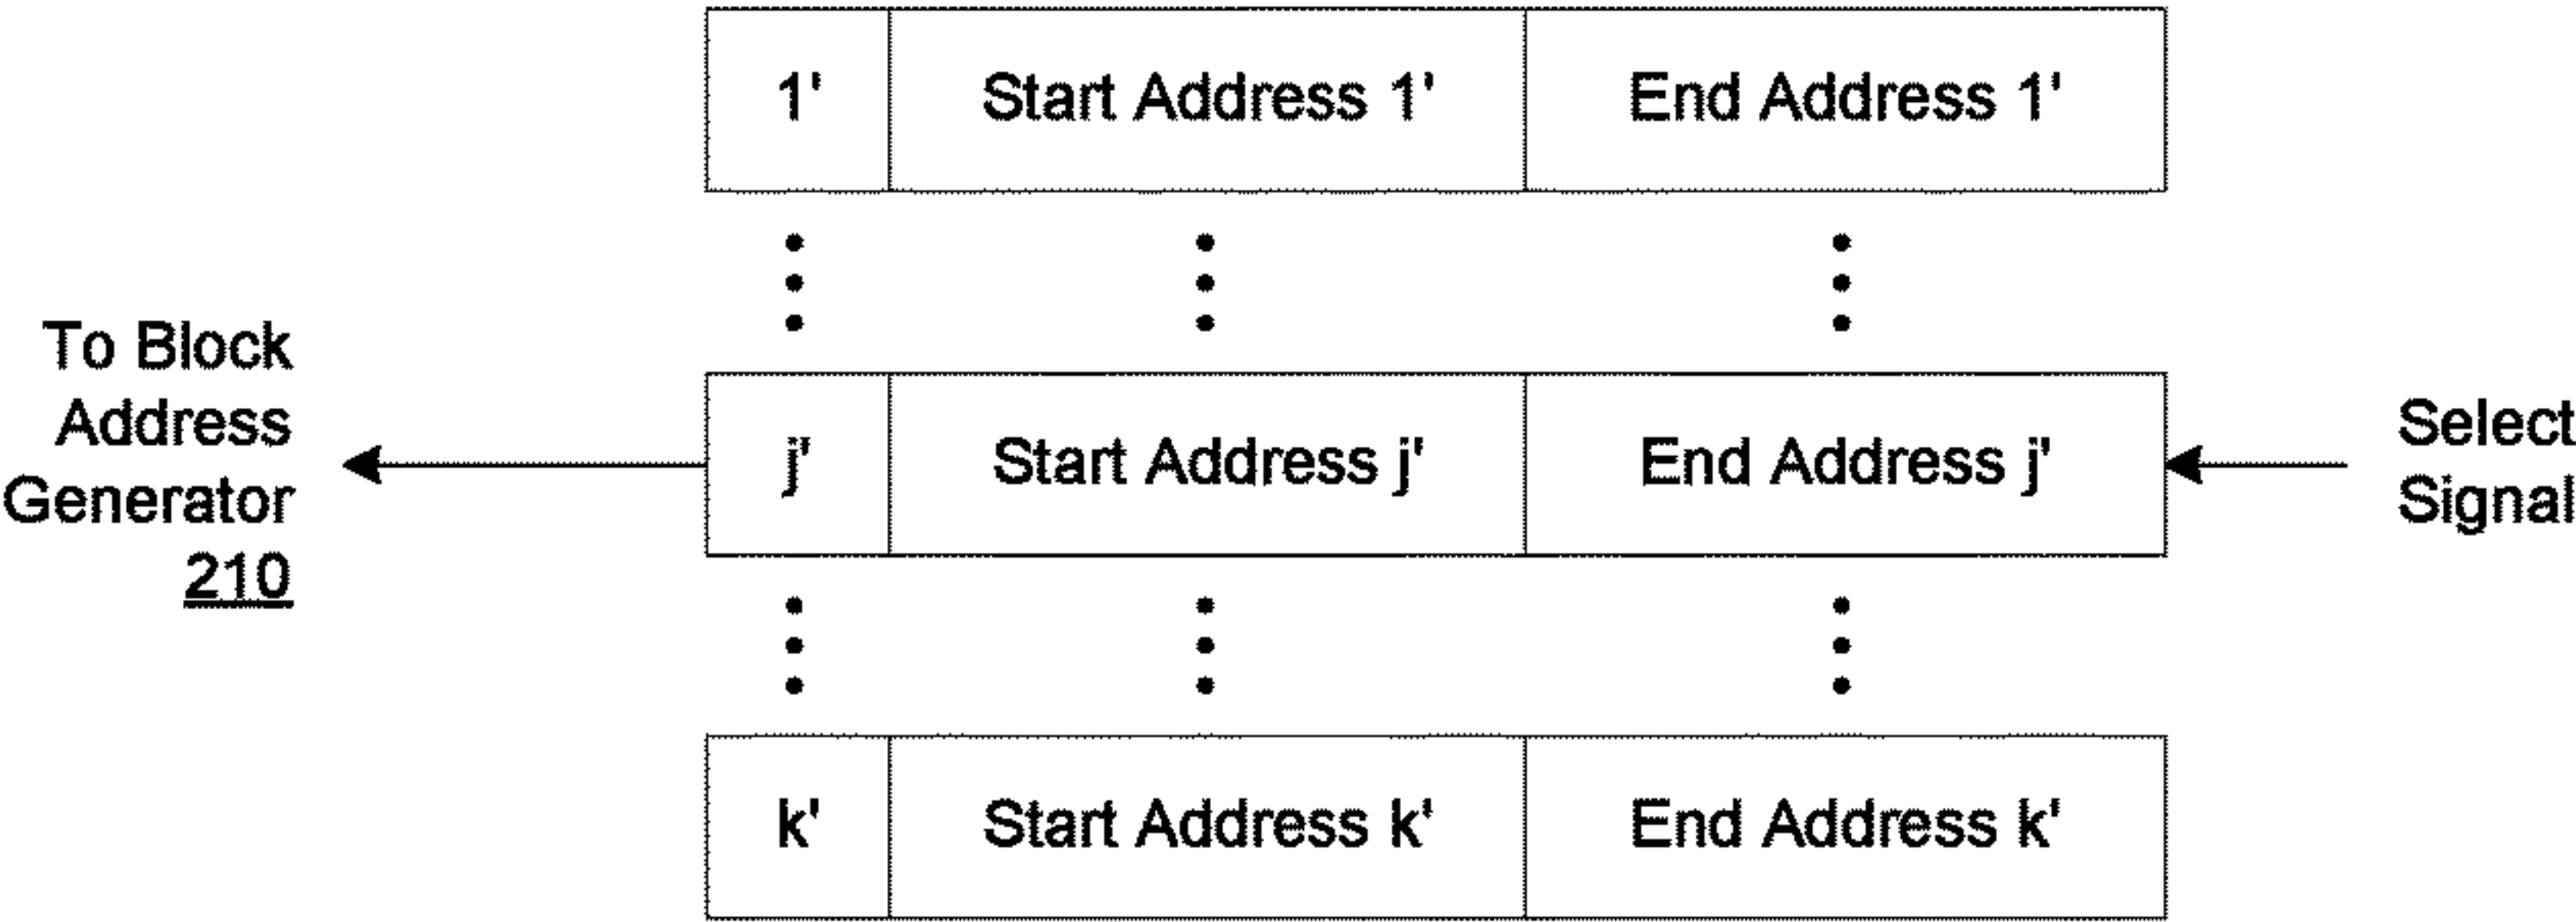 1' Start Address 1' End Address 1'
To Block
Address
Generator
210
j' Start Address j' End Address j'
Select
Signal
k' Start Address k' End Address k'